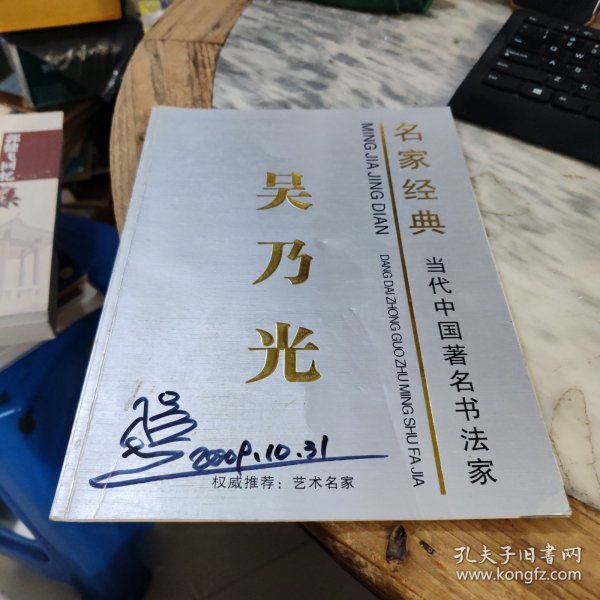 名家经典
MING JIA JING DIAN
当代中国著名书法家
DANG DAI ZHONG GUO ZHU MING SHU FA JIA
吴乃光
2009.10.31
权威推荐：艺术名家
孔夫子旧书网
www.kongfz.com